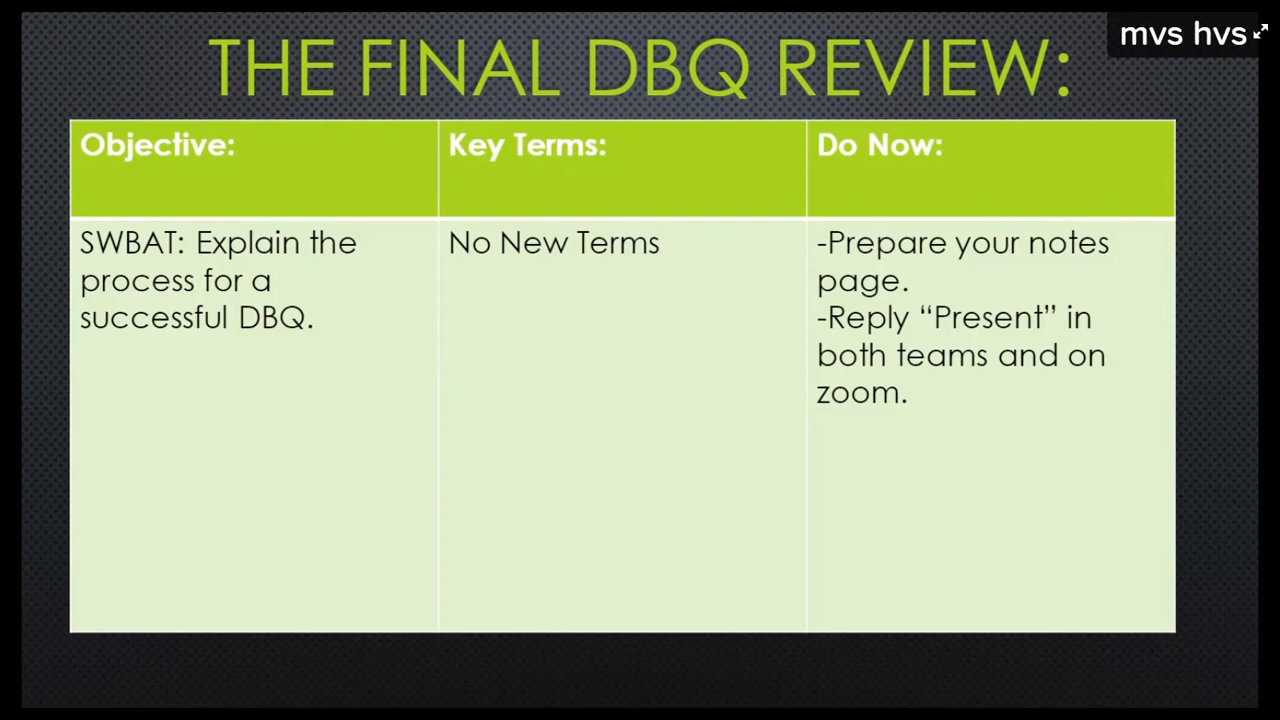 mvs hvs
THE FINAL DBQ REVIEW:
Objective:
Key Terms:
Do Now:
SWBAT: Explain the
process for a
successful DBQ.
No New Terms
-Prepare your notes
page.
-Reply “Present” in
both teams and on
zoom.